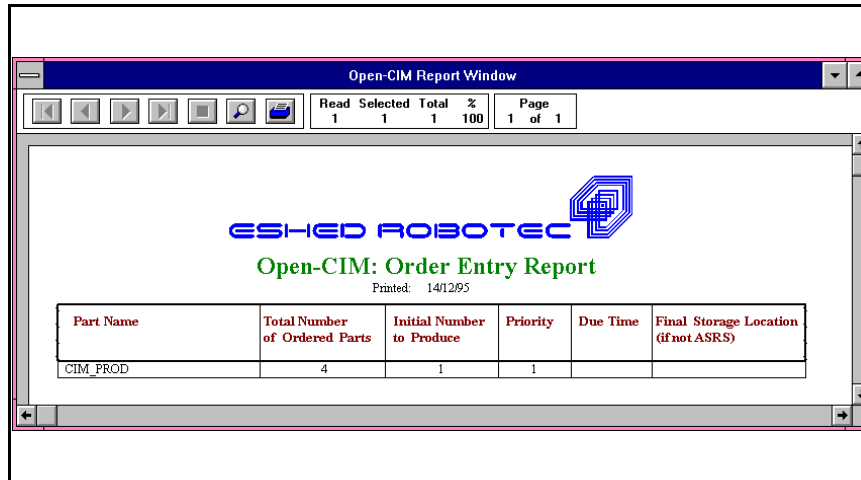 Open-CIM Report Window
Read Selected Total % Page
1 1 1 100 1 of 1
ESHED ROBOTEC
Open-CIM: Order Entry Report
Printed: 14/12/95
Part Name Total Number Initial Number Priority Due Time Final Storage Location
of Ordered Parts to Produce (if not ASRS)
CIM_PROD 4 1 1